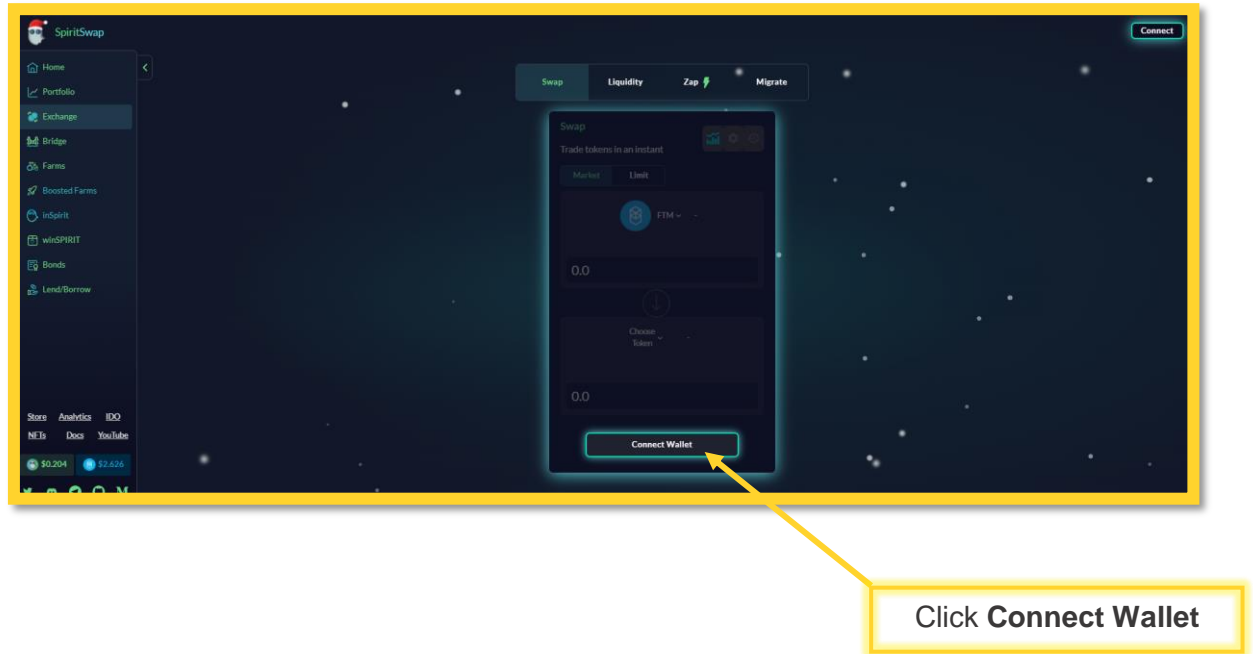 SpiritSwap
Connect
Home
Portfolio
Exchange
Bridge
Farms
Boosted Farms
inSpirit
winSPIRIT
Bonds
Lend/Borrow
Store Analytics IDO
NFTs Docs YouTube
$0.204 $2.626
Swap Liquidity Zap Migrate
Swap
Trade tokens in an instant
Market Limit
FTM -
0.0
Choose
Token -
0.0
Connect Wallet
Click Connect Wallet